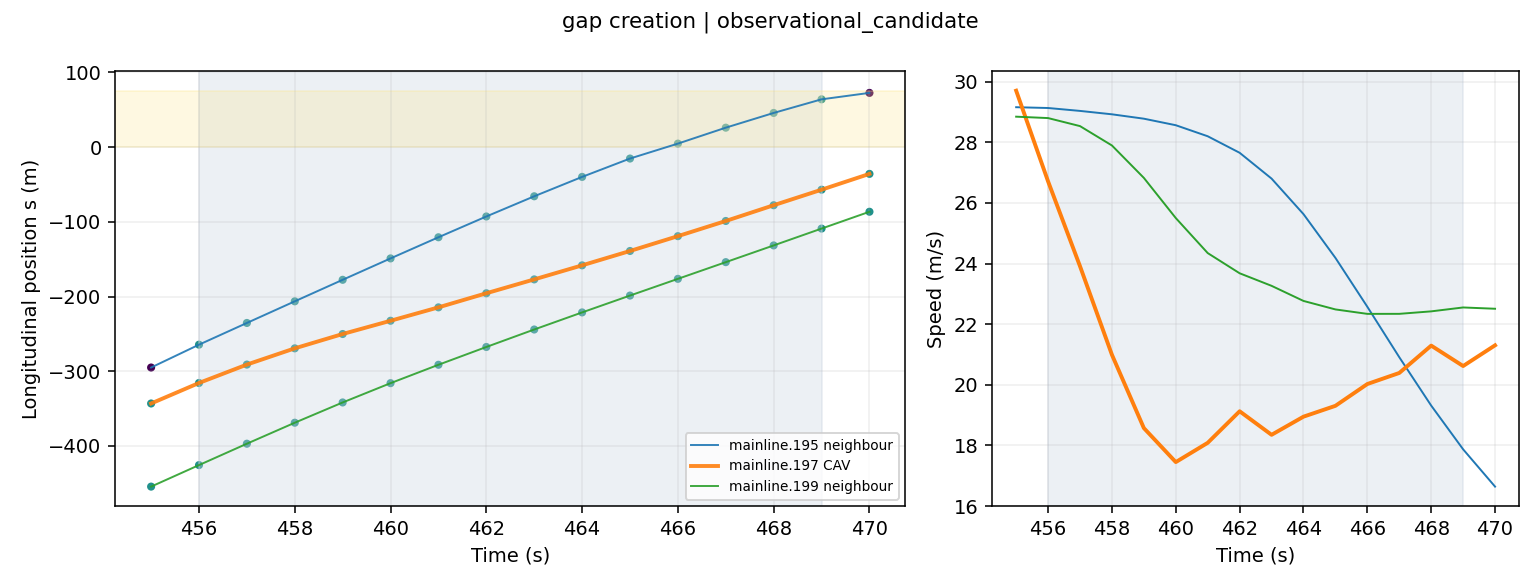 gap creation | observational_candidate
Longitudinal position s (m)
100
0
−100
−200
−300
−400
456 458 460 462 464 466 468 470
Time (s)
mainline.195 neighbour
mainline.197 CAV
mainline.199 neighbour
Speed (m/s)
30
28
26
24
22
20
18
16
456 458 460 462 464 466 468 470
Time (s)